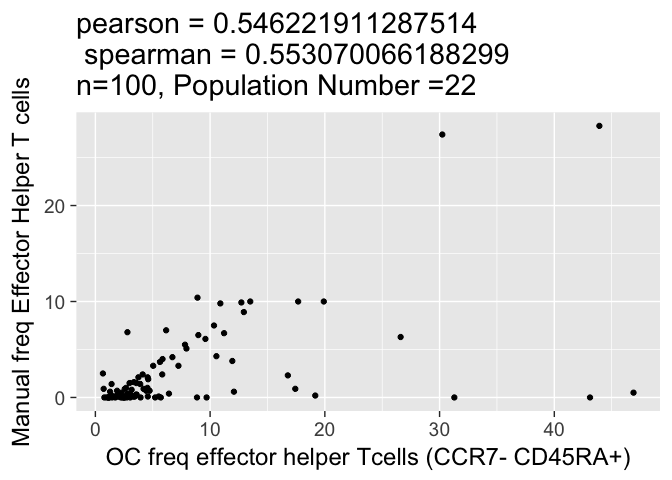 pearson = 0.546221911287514
spearman = 0.553070066188299
n=100, Population Number =22
Manual freq Effector Helper T cells
20
10
0
0
10
20
30
40
OC freq effector helper Tcells (CCR7- CD45RA+)